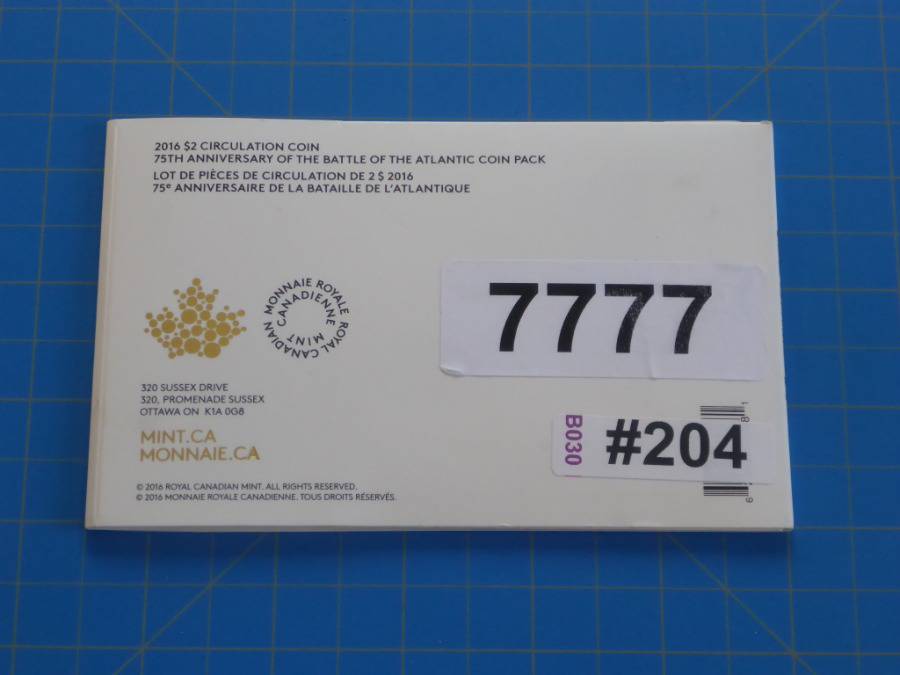 2016 $2 CIRCULATION COIN
75TH ANNIVERSARY OF THE BATTLE OF THE ATLANTIC COIN PACK
LOT DE PIÈCES DE CIRCULATION DE 2 $ 2016
75e ANNIVERSAIRE DE LA BATAILLE DE L'ATLANTIQUE
MONNAIE ROYALE CANADIENNE
ROYAL CANADIAN MINT
7777
320 SUSSEX DRIVE
320, PROMENADE SUSSEX
OTTAWA ON K1A 0G8
MINT.CA
MONNAIE.CA
B030
#204
© 2016 ROYAL CANADIAN MINT. ALL RIGHTS RESERVED.
© 2016 MONNAIE ROYALE CANADIENNE. TOUS DROITS RÉSERVÉS.